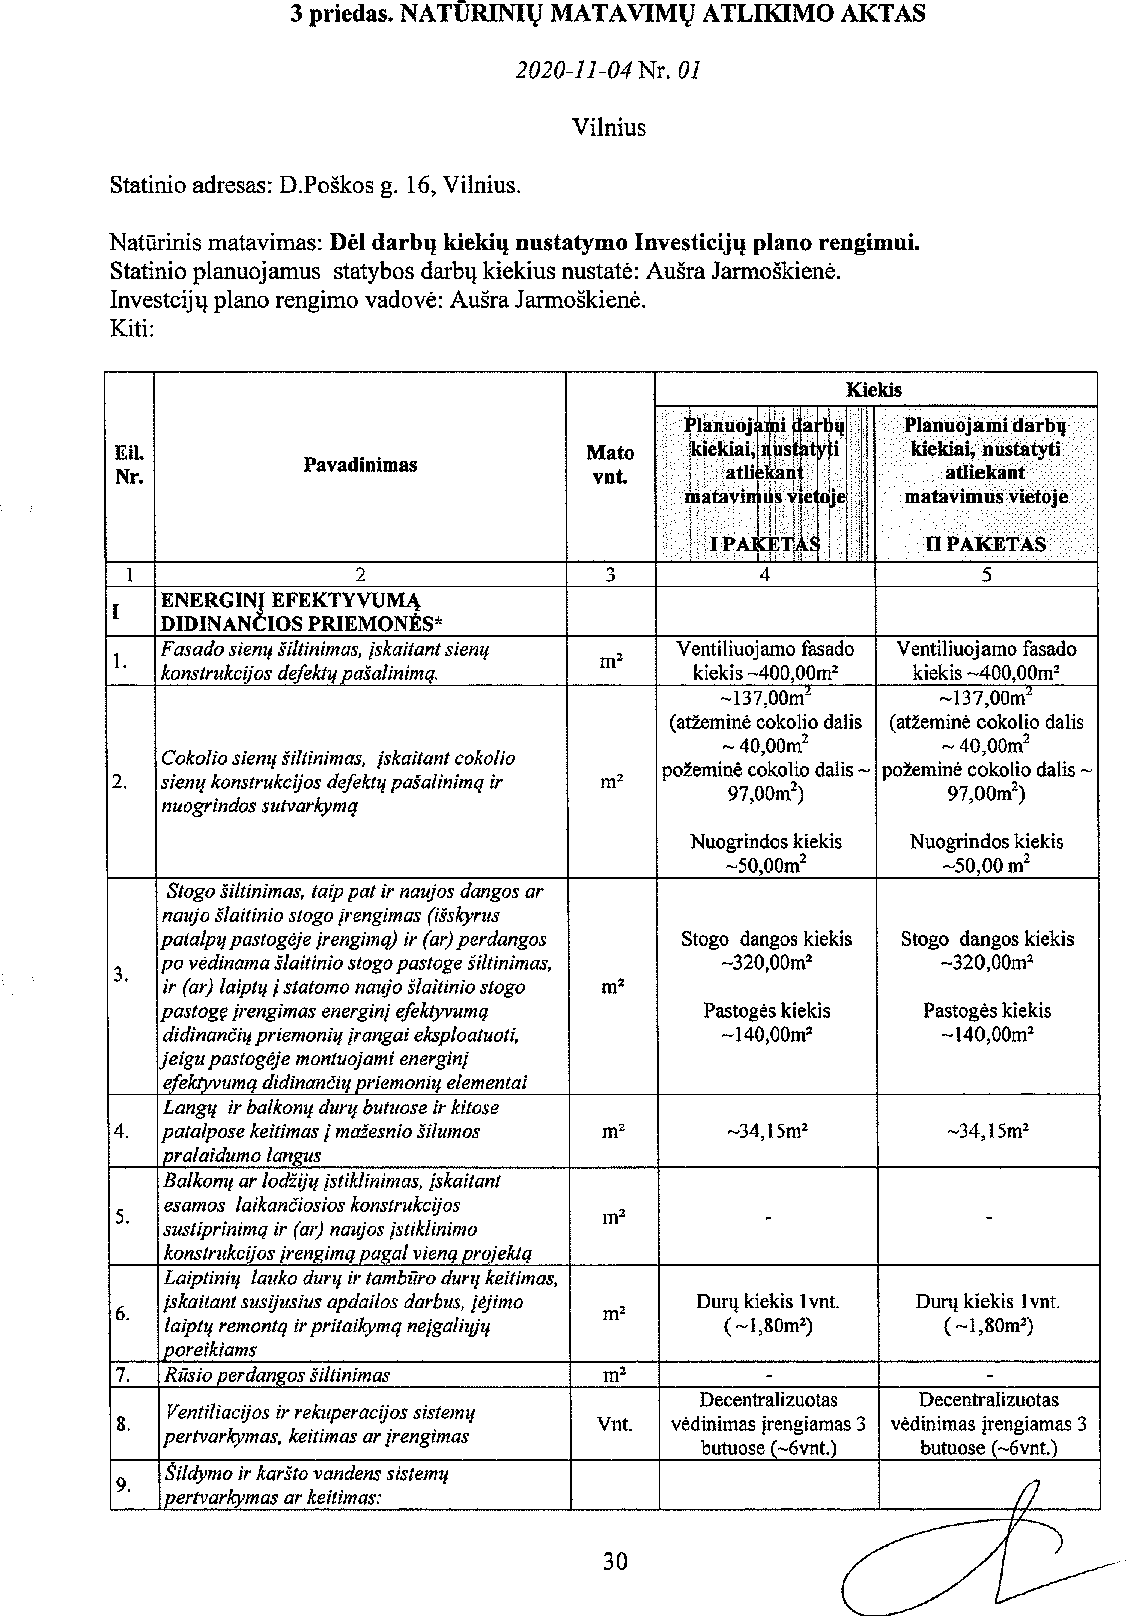 3 priedas. NATŪRINIŲ MATAVIMŲ ATLIKIMO AKTAS
2020-11-04 Nr. 01
Vilnius
Statinio adresas: D.Poškos g. 16, Vilnius.
Natūrinis matavimas: Dėl darbų kiekių nustatymo Investicijų plano rengimui.
Statinio planuojamus statybos darbų kiekius nustatė: Aušra Jarmoškienė.
Investcijų plano rengimo vadovė: Aušra Jarmoškienė.
Kiti:
Eil.
Nr.
Pavadinimas
Mato
vnt.
Kiekis
Planuojami darbų
kiekiai, nustatyti
atliekant
matavimus vietoje
I PAKETAS
Planuojami darbų
kiekiai, nustatyti
atliekant
matavimus vietoje
II PAKETAS
1 2 3 4 5
I
ENERGINĮ EFEKTYVUMĄ
DIDINANČIOS PRIEMONĖS*
1.
Fasado sienų šiltinimas, įskaitant sienų
konstrukcijos defektų pašalinimą.
m²
Ventiliuojamo fasado
kiekis ~400,00m²
Ventiliuojamo fasado
kiekis ~400,00m²
2.
Cokolio sienų šiltinimas, įskaitant cokolio
sienų konstrukcijos defektų pašalinimą ir
nuogrindos sutvarkymą
m²
~137,00m²
(atžeminė cokolio dalis
~ 40,00m²
požeminė cokolio dalis ~
97,00m²)
Nuogrindos kiekis
~50,00m²
~137,00m²
(atžeminė cokolio dalis
~ 40,00m²
požeminė cokolio dalis ~
97,00m²)
Nuogrindos kiekis
~50,00 m²
3.
Stogo šiltinimas, taip pat ir naujos dangos ar
naujo šlaitinio stogo įrengimas (išskyrus
patalpų pastogėje įrengimą) ir (ar) perdangos
po vėdinama šlaitinio stogo pastoge šiltinimas,
ir (ar) laiptų į statomo naujo šlaitinio stogo
pastogę įrengimas energinį efektyvumą
didinančių priemonių įrangai eksploatuoti,
jeigu pastogėje montuojami energinį
efektyvumą didinančių priemonių elementai
m²
Stogo dangos kiekis
~320,00m²
Pastogės kiekis
~140,00m²
Stogo dangos kiekis
~320,00m²
Pastogės kiekis
~140,00m²
4.
Langų ir balkonų durų butuose ir kitose
patalpose keitimas į mažesnio šilumos
pralaidumo langus
m²
~34,15m²
~34,15m²
5.
Balkonų ar lodžijų įstiklinimas, įskaitant
esamos laikančiosios konstrukcijos
sustiprinimą ir (ar) naujos įstiklinimo
konstrukcijos įrengimą pagal vieną projektą
m²
-
-
6.
Laiptinių lauko durų ir tambūro durų keitimas,
įskaitant susijusius apdailos darbus, įėjimo
laiptų remontą ir pritaikymą neįgaliųjų
poreikiams
m²
Durų kiekis 1vnt.
( ~1,80m²)
Durų kiekis 1vnt.
( ~1,80m²)
7. Rūsio perdangos šiltinimas m² - -
8.
Ventiliacijos ir rekuperacijos sistemų
pertvarkymas, keitimas ar įrengimas
Vnt.
Decentralizuotas
vėdinimas įrengiamas 3
butuose (~6vnt.)
Decentralizuotas
vėdinimas įrengiamas 3
butuose (~6vnt.)
9.
Šildymo ir karšto vandens sistemų
pertvarkymas ar keitimas:
30